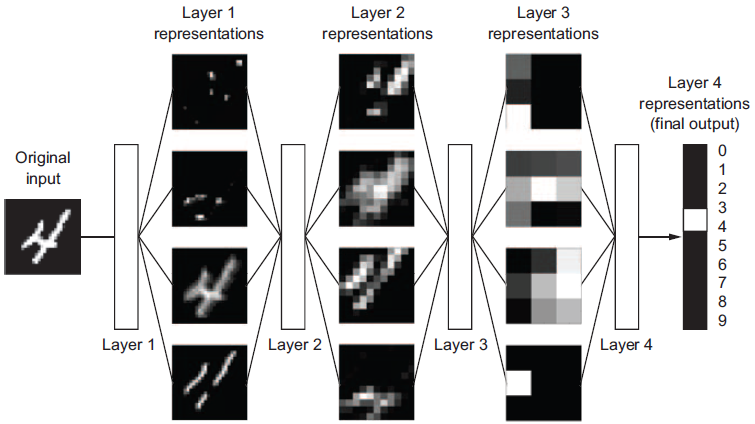 Layer 1
representations
Layer 2
representations
Layer 3
representations
Layer 4
representations
(final output)
Original
input
0
1
2
3
4
5
6
7
8
9
Layer 1
Layer 2
Layer 3
Layer 4